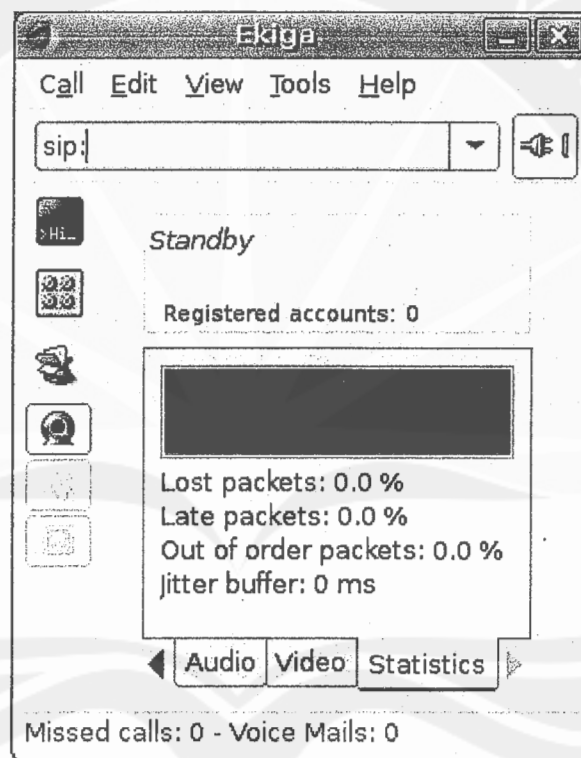 Ekiga
Call Edit View Tools Help
sip:
>Hi_
Standby
Registered accounts: 0
Lost packets: 0.0 %
Late packets: 0.0 %
Out of order packets: 0.0 %
Jitter buffer: 0 ms
Audio Video Statistics
Missed calls: 0 - Voice Mails: 0